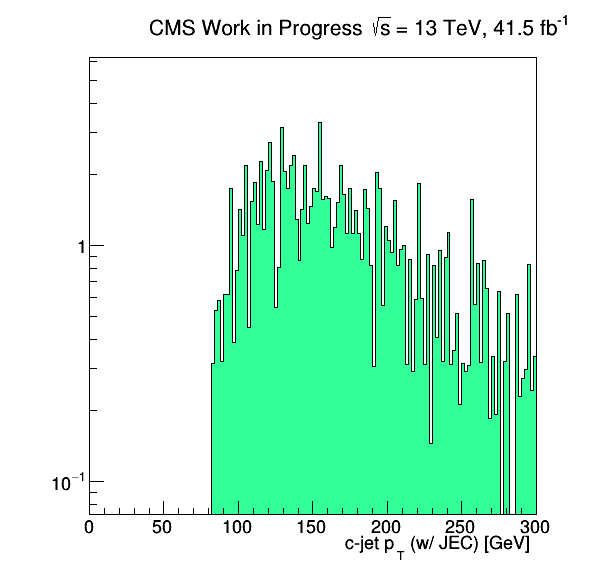 CMS Work in Progress √s = 13 TeV, 41.5 fb⁻¹
1
10⁻¹
0 50 100 150 200 250 300
c-jet p_T (w/ JEC) [GeV]